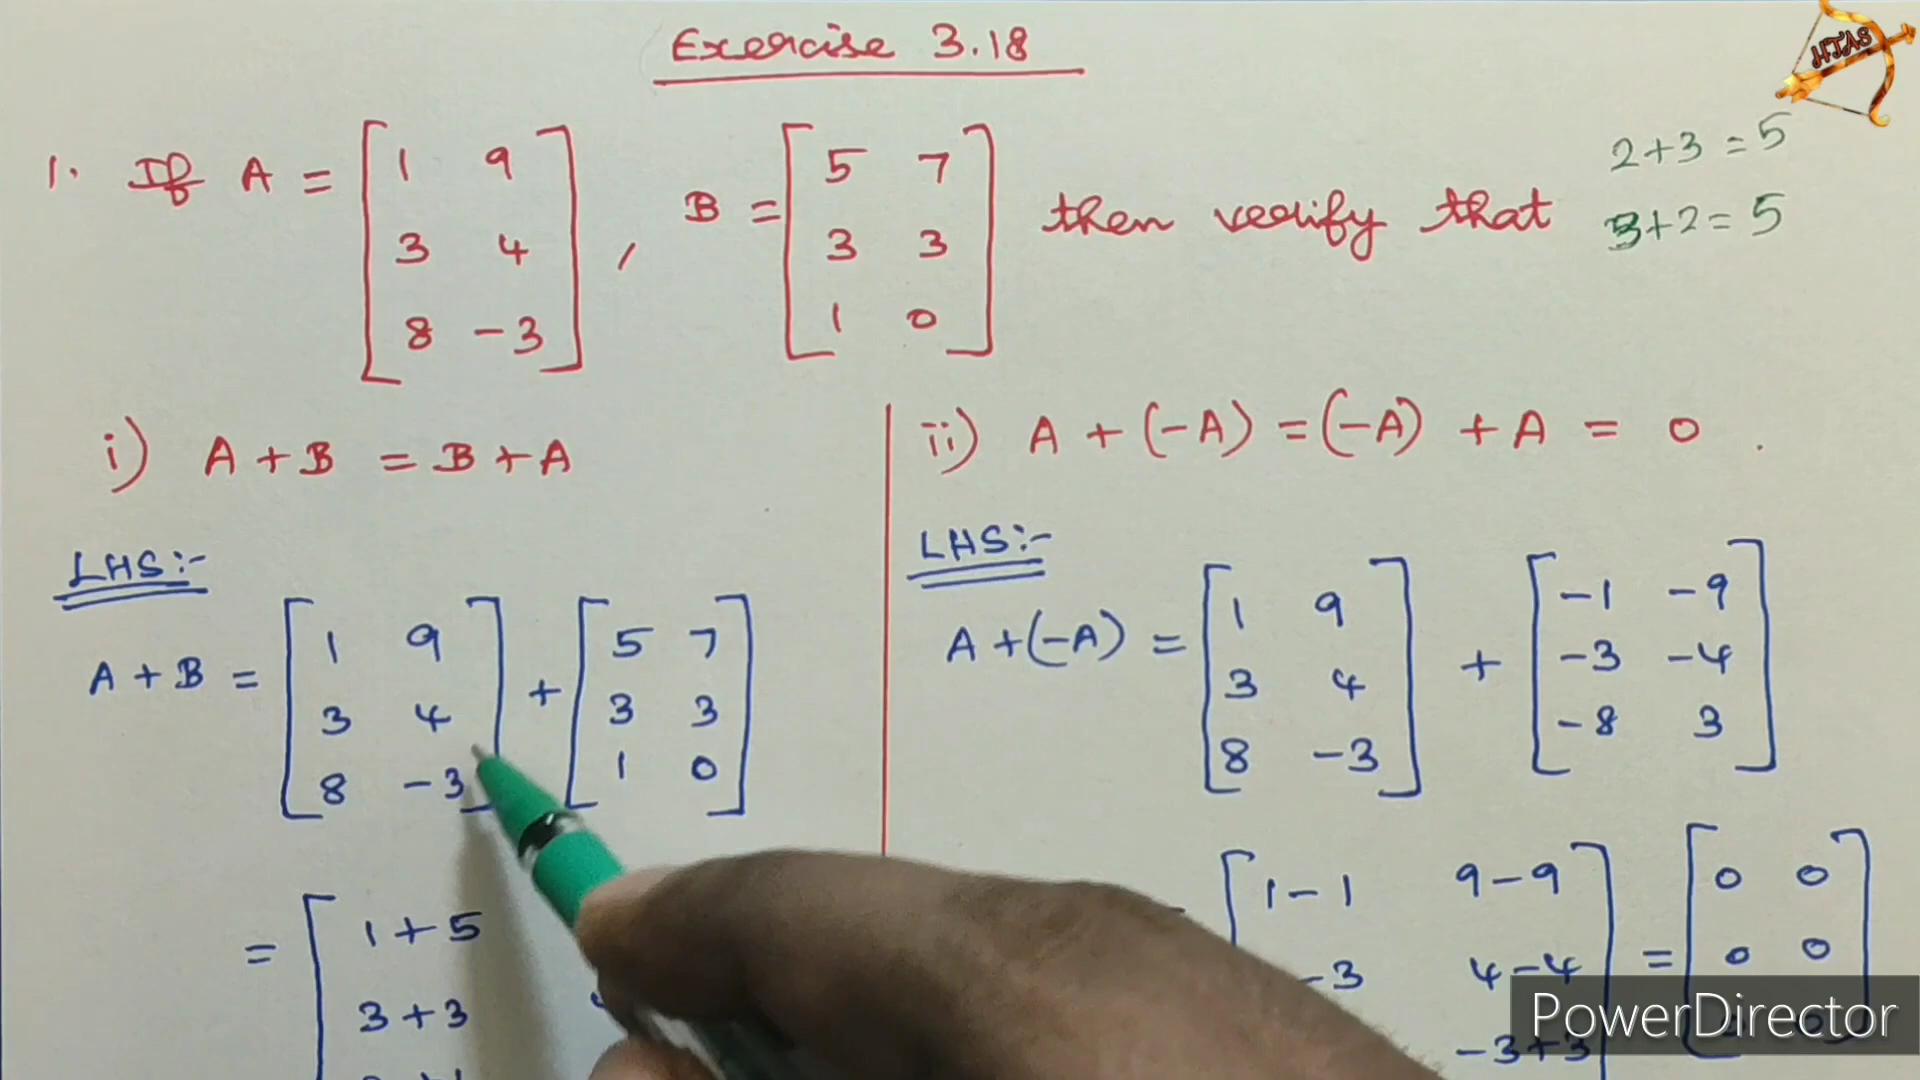 Exercise 3.18
HTAS
1. If A = [1 9 3 4 8 -3], B = [5 7 3 3 1 0] then verify that
2+3 = 5
3+2 = 5
i) A + B = B + A
LHS:-
A + B = [1 9 3 4 8 -3] + [5 7 3 3 1 0]
= [1+5
3+3
ii) A + (-A) = (-A) + A = 0.
LHS:-
A + (-A) = [1 9 3 4 8 -3] + [-1 -9 -3 -4 -8 3]
[1-1 9-9] = [0 0
-3 4-4 0 0
-3+3
PowerDirector